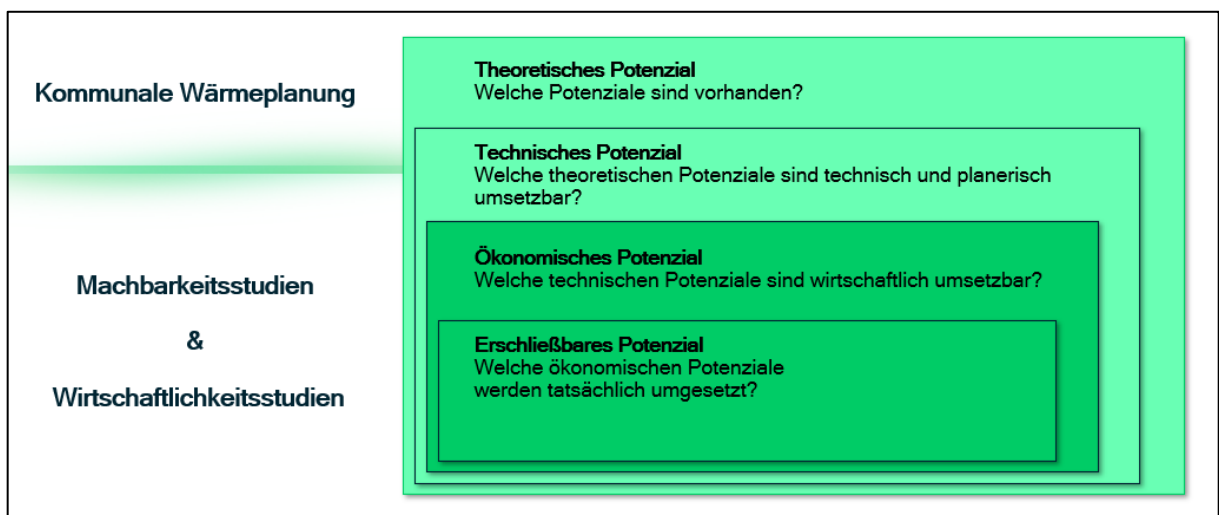 Kommunale Wärmeplanung
Machbarkeitsstudien
&
Wirtschaftlichkeitsstudien
Theoretisches Potenzial
Welche Potenziale sind vorhanden?
Technisches Potenzial
Welche theoretischen Potenziale sind technisch und planerisch
umsetzbar?
Ökonomisches Potenzial
Welche technischen Potenziale sind wirtschaftlich umsetzbar?
Erschließbares Potenzial
Welche ökonomischen Potenziale
werden tatsächlich umgesetzt?